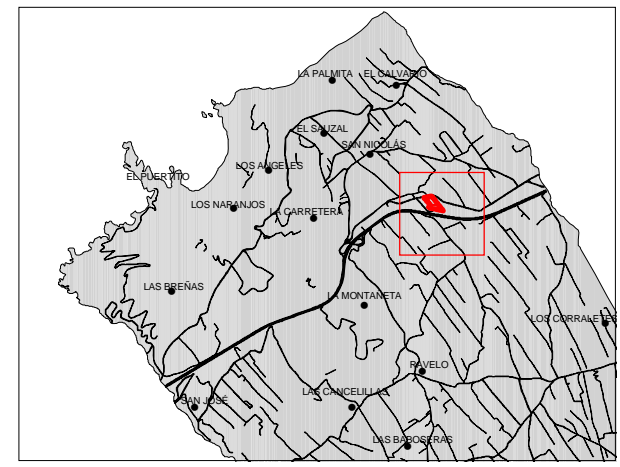 LA PALMITA
EL CALVARIO
EL SAUZAL
SAN NICOLÁS
LOS ANGELES
EL PUERTITO
LOS NARANJOS
LA CARRETERA
LAS BREÑAS
LA MONTAÑETA
LOS CORRALETES
RAVELO
LAS CANCELILLAS
SAN JOSÉ
LAS BABOSERAS